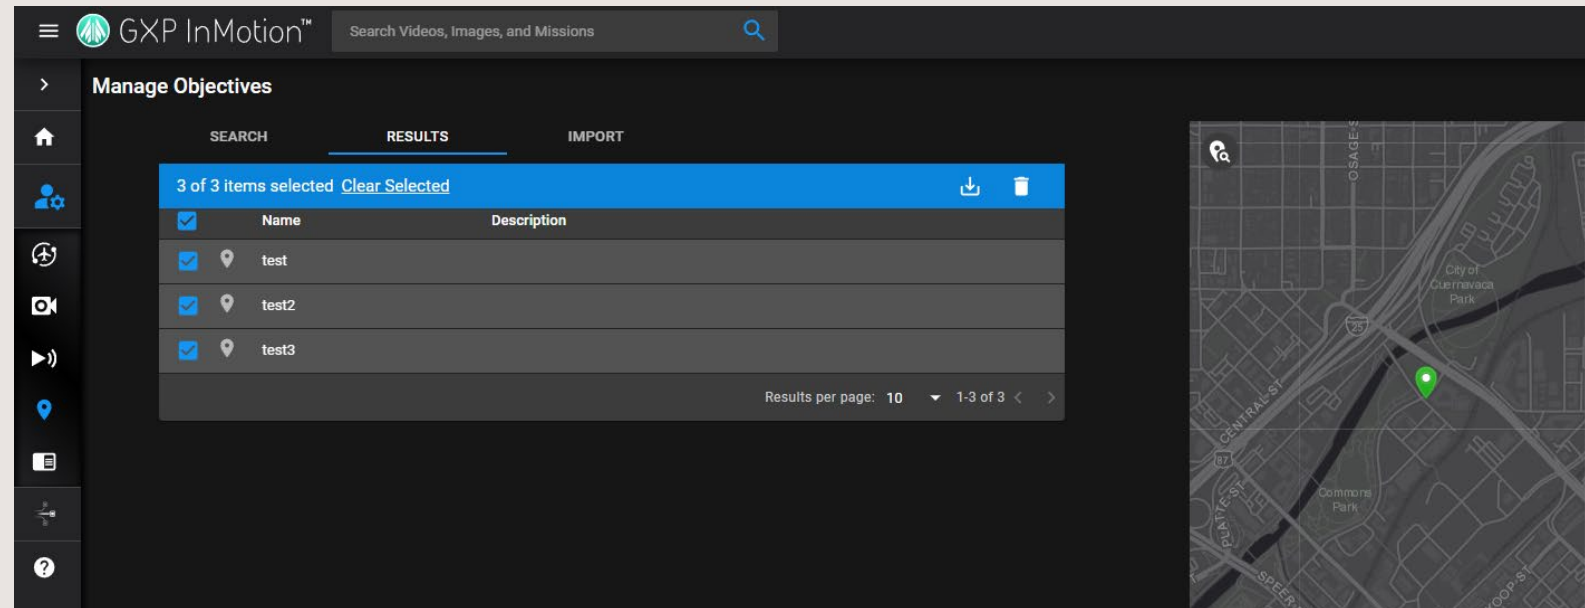 GXP InMotion™
Search Videos, Images, and Missions
Manage Objectives
SEARCH RESULTS IMPORT
3 of 3 items selected Clear Selected
Name Description
test
test2
test3
Results per page: 10 1-3 of 3
OSAGE-S
City of
Cuernavaca
Park
25
CENTRAL-ST
87
Commons
Park
PLATTE-ST
SPEER
OOP-ST